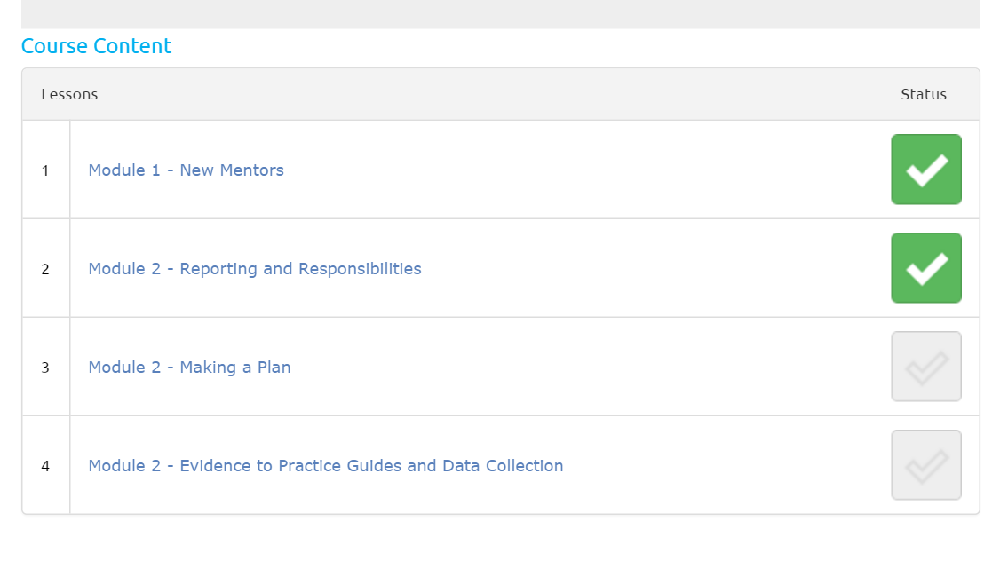 Course Content
Lessons Status
1 Module 1 - New Mentors
2 Module 2 - Reporting and Responsibilities
3 Module 2 - Making a Plan
4 Module 2 - Evidence to Practice Guides and Data Collection